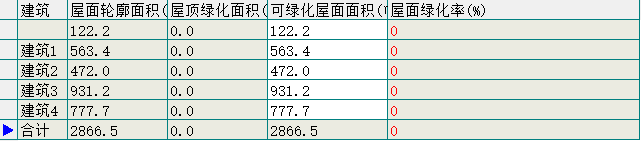 建筑 屋面轮廓面积( 屋顶绿化面积( 可绿化屋面面积( 屋面绿化率(%)
122.2 0.0 122.2 0
建筑1 563.4 0.0 563.4 0
建筑2 472.0 0.0 472.0 0
建筑3 931.2 0.0 931.2 0
建筑4 777.7 0.0 777.7 0
合计 2866.5 0.0 2866.5 0